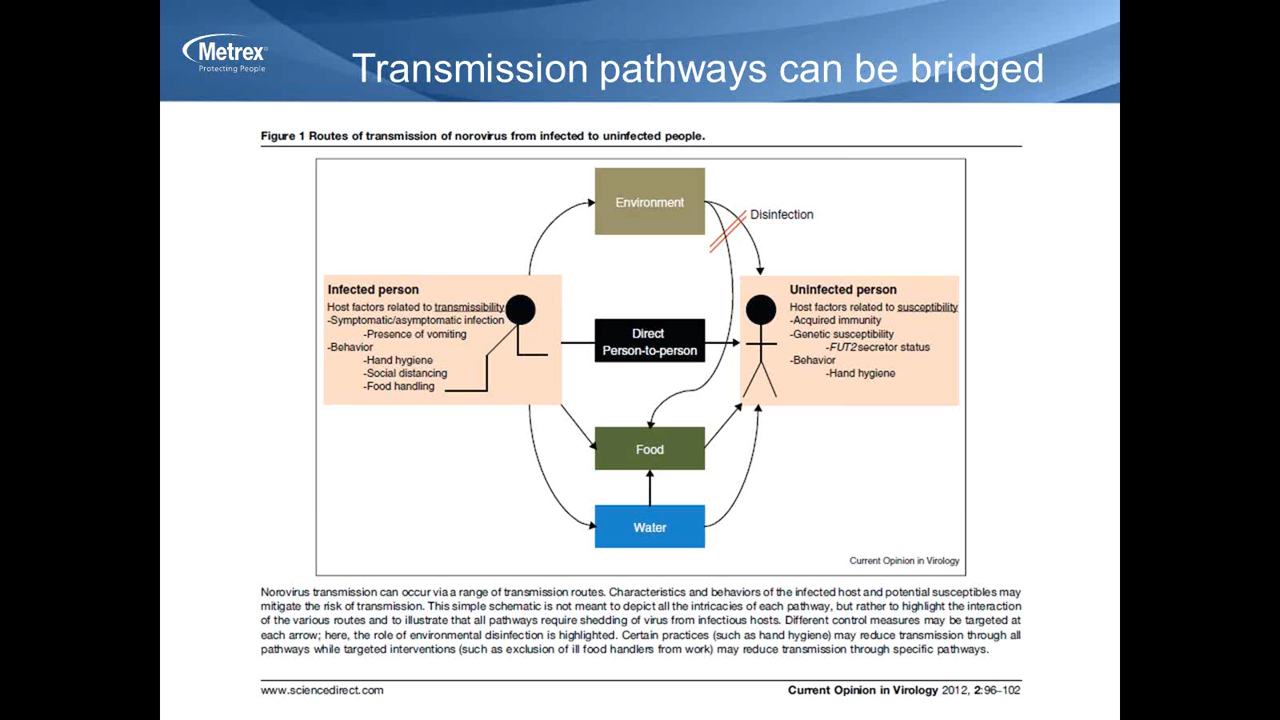 Metrex
Protecting People
Transmission pathways can be bridged
Figure 1 Routes of transmission of norovirus from infected to uninfected people.
Environment
Disinfection
Infected person
Host factors related to transmissibility
-Symptomatic/asymptomatic infection
-Presence of vomiting
-Behavior
-Hand hygiene
-Social distancing
-Food handling
Direct
Person-to-person
Uninfected person
Host factors related to susceptibility
-Acquired immunity
-Genetic susceptibility
-FUT2 secretor status
-Behavior
-Hand hygiene
Food
Water
Current Opinion in Virology
Norovirus transmission can occur via a range of transmission routes. Characteristics and behaviors of the infected host and potential susceptibles may
mitigate the risk of transmission. This simple schematic is not meant to depict all the intricacies of each pathway, but rather to highlight the interaction
of the various routes and to illustrate that all pathways require shedding of virus from infectious hosts. Different control measures may be targeted at
each arrow; here, the role of environmental disinfection is highlighted. Certain practices (such as hand hygiene) may reduce transmission through all
pathways while targeted interventions (such as exclusion of ill food handlers from work) may reduce transmission through specific pathways.
www.sciencedirect.com
Current Opinion in Virology 2012, 2:96–102